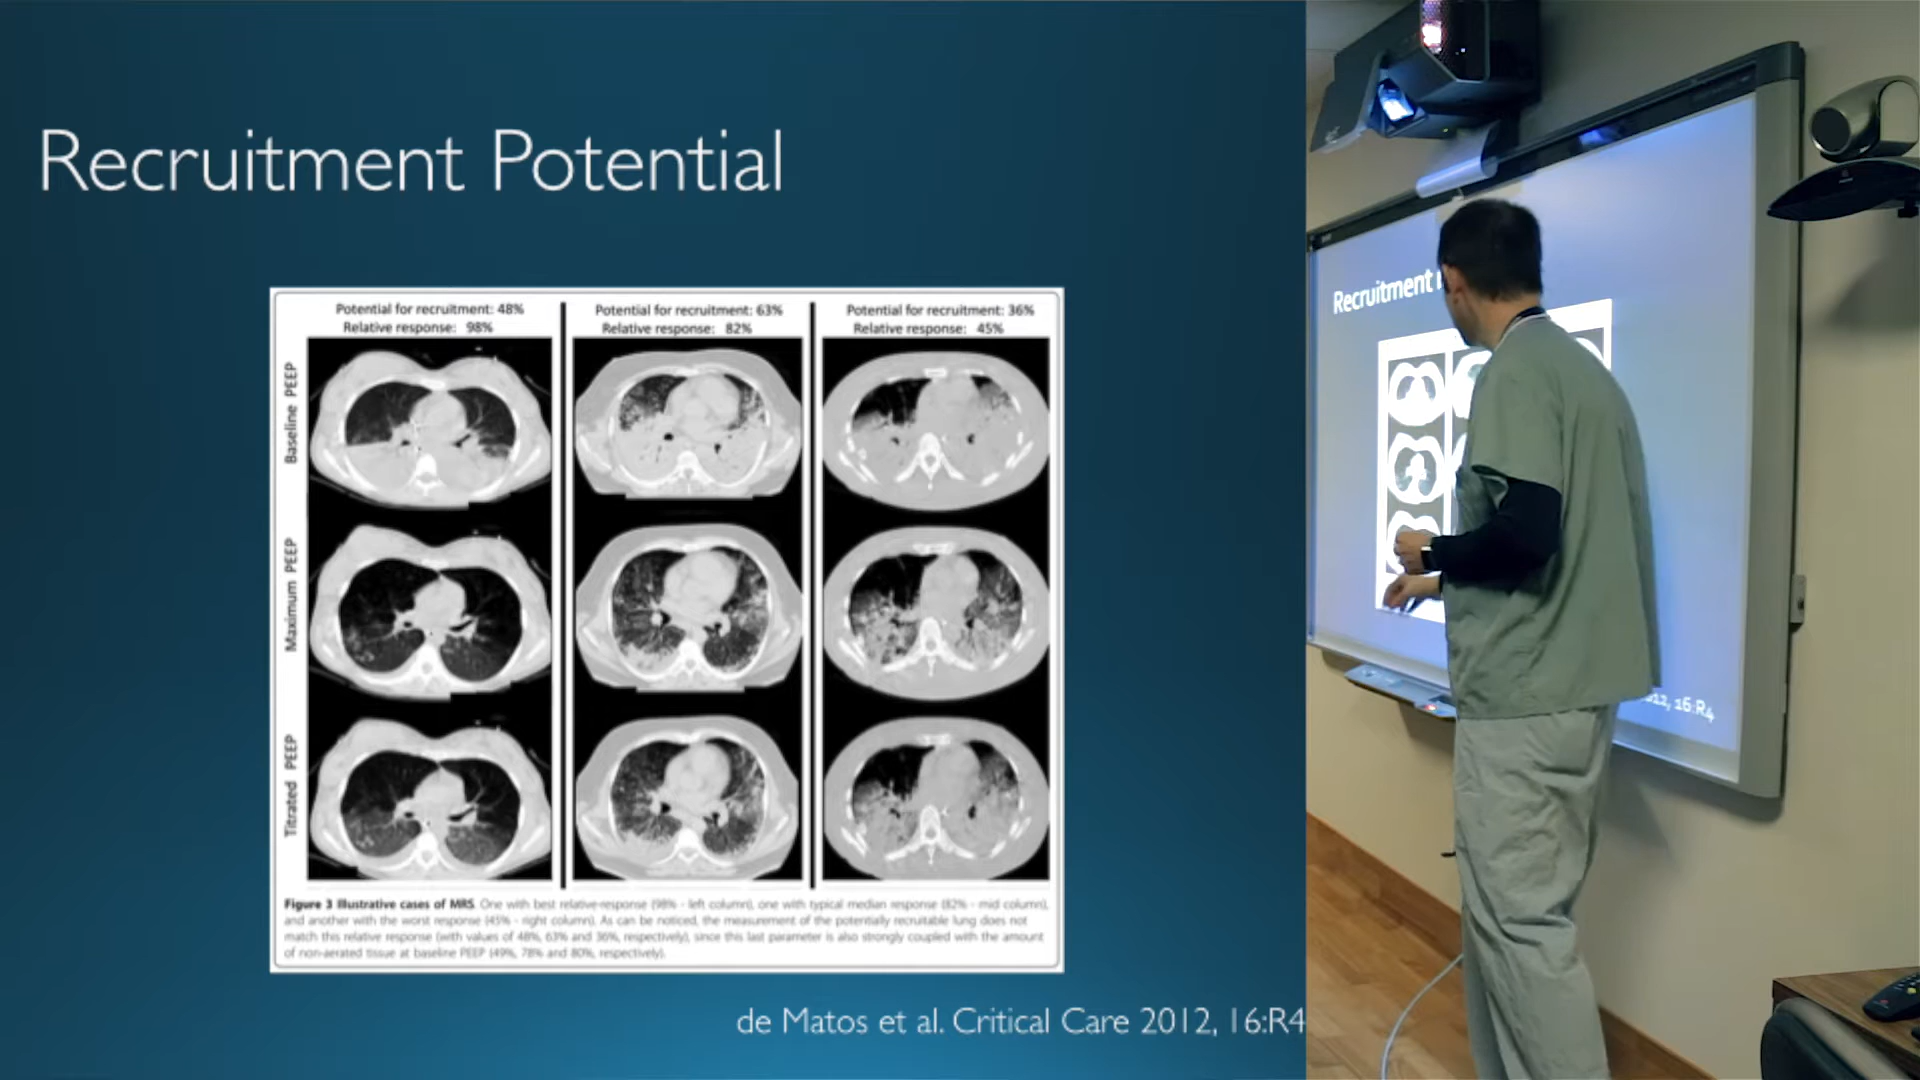 Recruitment Potential
Potential for recruitment: 48%
Relative response: 98%
Potential for recruitment: 63%
Relative response: 82%
Potential for recruitment: 36%
Relative response: 45%
Baseline PEEP
Maximum PEEP
Titrated PEEP
Figure 3 Illustrative cases of MRS. One with best relative-response (98% - left column), one with typical median response (82% - mid column),
and another with the worst response (45% - right column). As can be noticed, the measurement of the potentially recruitable lung does not
match this relative response (with values of 48%, 63% and 36%, respectively), since this last parameter is also strongly coupled with the amount
of non-aerated tissue at baseline PEEP (49%, 78% and 80%, respectively).
de Matos et al. Critical Care 2012, 16:R4
Recruitment
2012, 16:R4